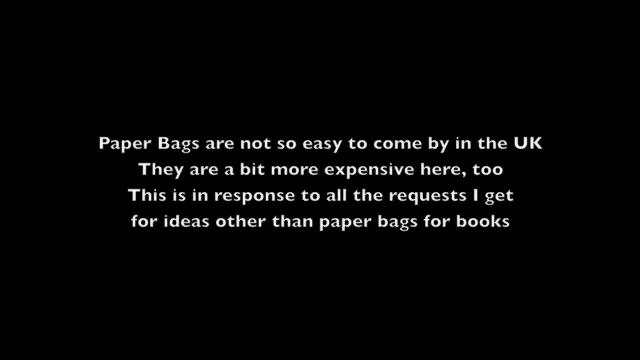 Paper Bags are not so easy to come by in the UK
They are a bit more expensive here, too
This is in response to all the requests I get
for ideas other than paper bags for books